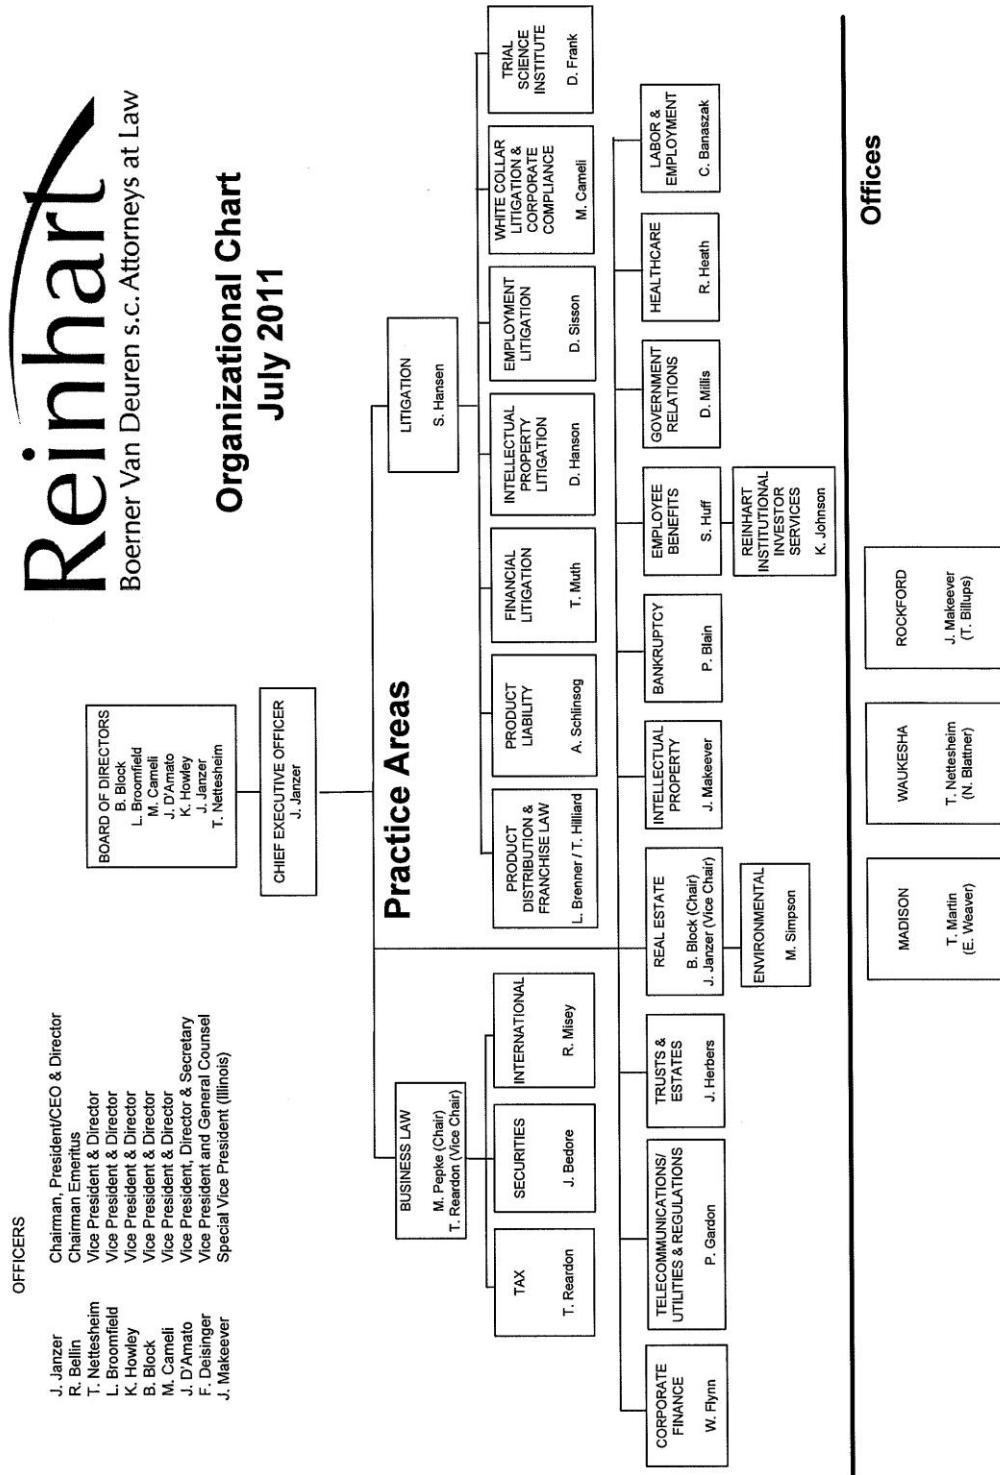 OFFICERS
J. Janzer Chairman, President/CEO & Director
R. Bellin Chairman Emeritus
T. Nettesheim Vice President & Director
L. Broomfield Vice President & Director
K. Howley Vice President & Director
B. Block Vice President & Director
M. Cameli Vice President & Director
J. D'Amato Vice President, Director & Secretary
F. Deisinger Vice President and General Counsel
J. Makeever Special Vice President (Illinois)
BOARD OF DIRECTORS
B. Block
L. Broomfield
M. Cameli
J. D'Amato
K. Howley
J. Janzer
T. Nettesheim
CHIEF EXECUTIVE OFFICER
J. Janzer
Reinhart
Boerner Van Deuren s.c. Attorneys at Law
Organizational Chart
July 2011
Practice Areas
BUSINESS LAW
M. Pepke (Chair)
T. Reardon (Vice Chair)
LITIGATION
S. Hansen
TAX
T. Reardon
SECURITIES
J. Bedore
INTERNATIONAL
R. Misey
PRODUCT
DISTRIBUTION &
FRANCHISE LAW
L. Brenner / T. Hilliard
PRODUCT
LIABILITY
A. Schlinsog
FINANCIAL
LITIGATION
T. Muth
INTELLECTUAL
PROPERTY
LITIGATION
D. Hanson
EMPLOYMENT
LITIGATION
D. Sisson
WHITE COLLAR
LITIGATION &
CORPORATE
COMPLIANCE
M. Cameli
TRIAL
SCIENCE
INSTITUTE
D. Frank
CORPORATE
FINANCE
W. Flynn
TELECOMMUNICATIONS/
UTILITIES & REGULATIONS
P. Gardon
TRUSTS &
ESTATES
J. Herbers
REAL ESTATE
B. Block (Chair)
J. Janzer (Vice Chair)
INTELLECTUAL
PROPERTY
J. Makeever
BANKRUPTCY
P. Blain
EMPLOYEE
BENEFITS
S. Huff
GOVERNMENT
RELATIONS
D. Millis
HEALTHCARE
R. Heath
LABOR &
EMPLOYMENT
C. Banaszak
ENVIRONMENTAL
M. Simpson
REINHART
INSTITUTIONAL
INVESTOR
SERVICES
K. Johnson
Offices
MADISON
T. Martin
(E. Weaver)
WAUKESHA
T. Nettesheim
(N. Blattner)
ROCKFORD
J. Makeever
(T. Billups)